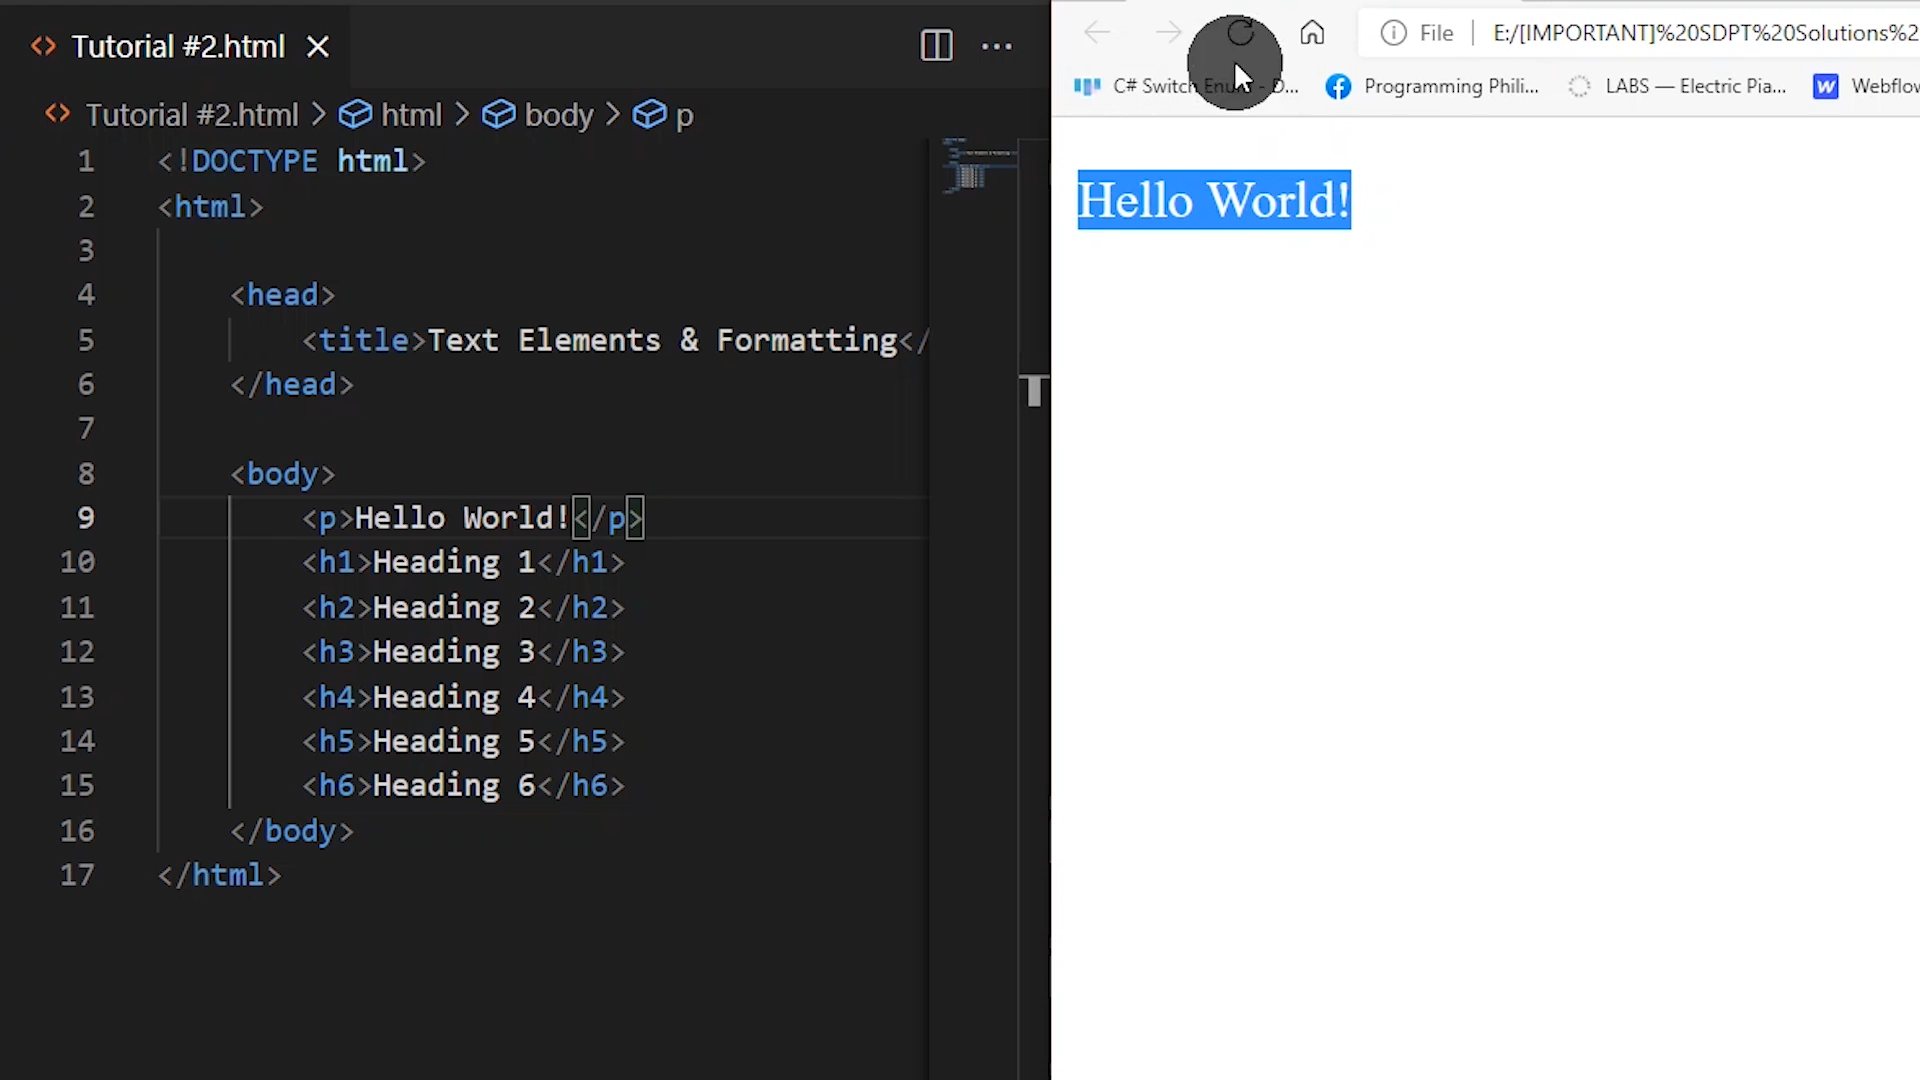 Tutorial #2.html
Tutorial #2.html > html > body > p
1 <!DOCTYPE html>
2 <html>
3
4 <head>
5 <title>Text Elements & Formatting</
6 </head>
7
8 <body>
9 <p>Hello World!</p>
10 <h1>Heading 1</h1>
11 <h2>Heading 2</h2>
12 <h3>Heading 3</h3>
13 <h4>Heading 4</h4>
14 <h5>Heading 5</h5>
15 <h6>Heading 6</h6>
16 </body>
17 </html>
File | E:/[IMPORTANT]%20SDPT%20Solutions%2
C# Switch Enum - D... Programming Phili... LABS — Electric Pia... Webflow
Hello World!